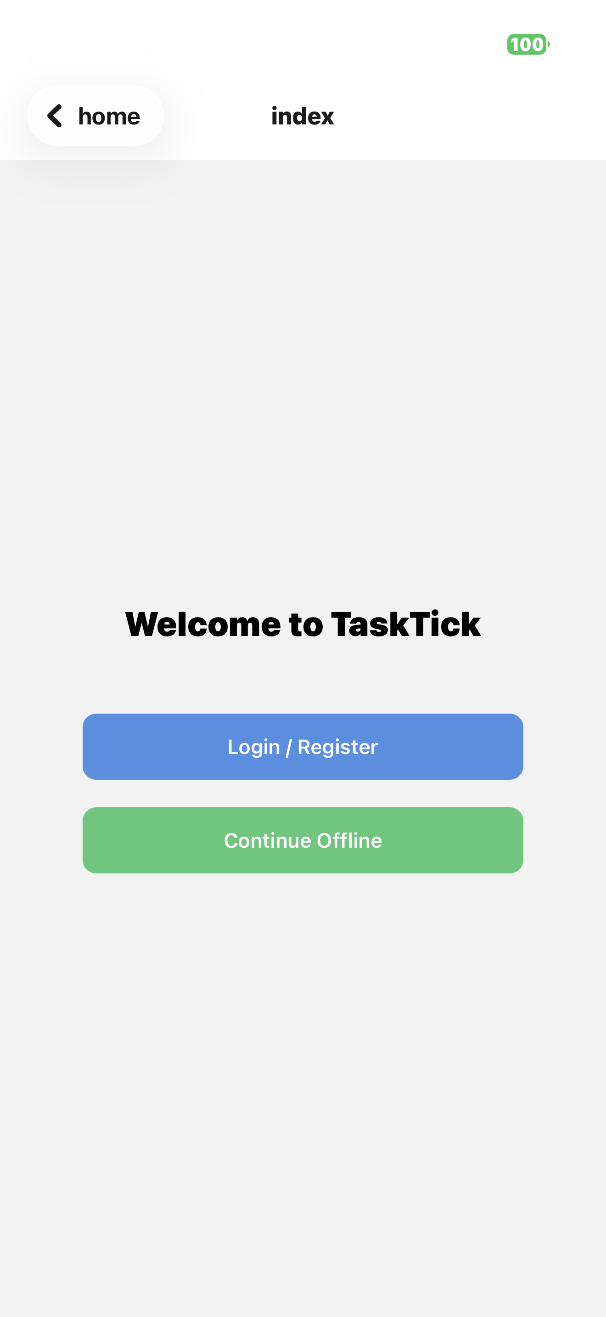 100
home
index
Welcome to TaskTick
Login / Register
Continue Offline